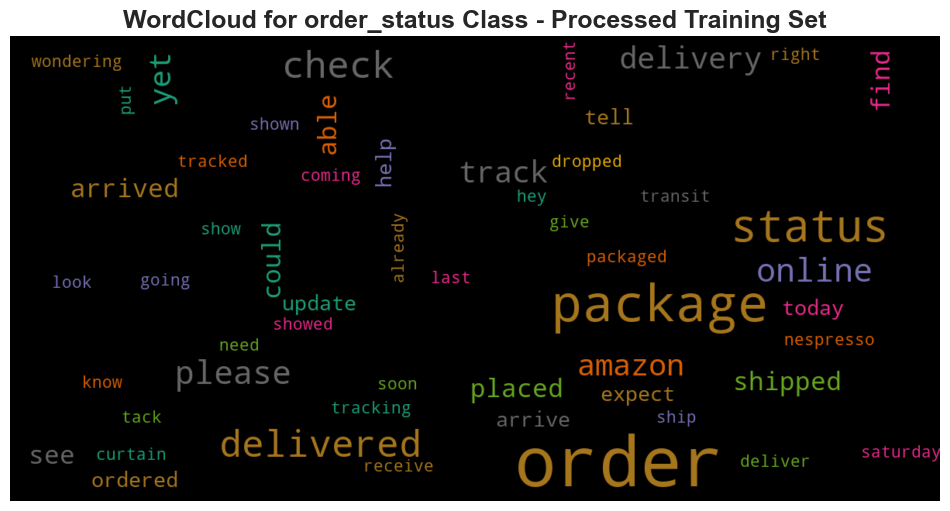 WordCloud for order_status Class - Processed Training Set
wondering
put
yet
check
recent
delivery
right
find
shown
able
tell
tracked
coming
help
track
dropped
arrived
hey
transit
show
could
already
give
status
look
going
last
packaged
online
update
showed
package
today
need
nespresso
know
please
soon
amazon
placed
expect
shipped
tack
tracking
arrive
ship
see
curtain
delivered
receive
order
deliver
saturday
ordered